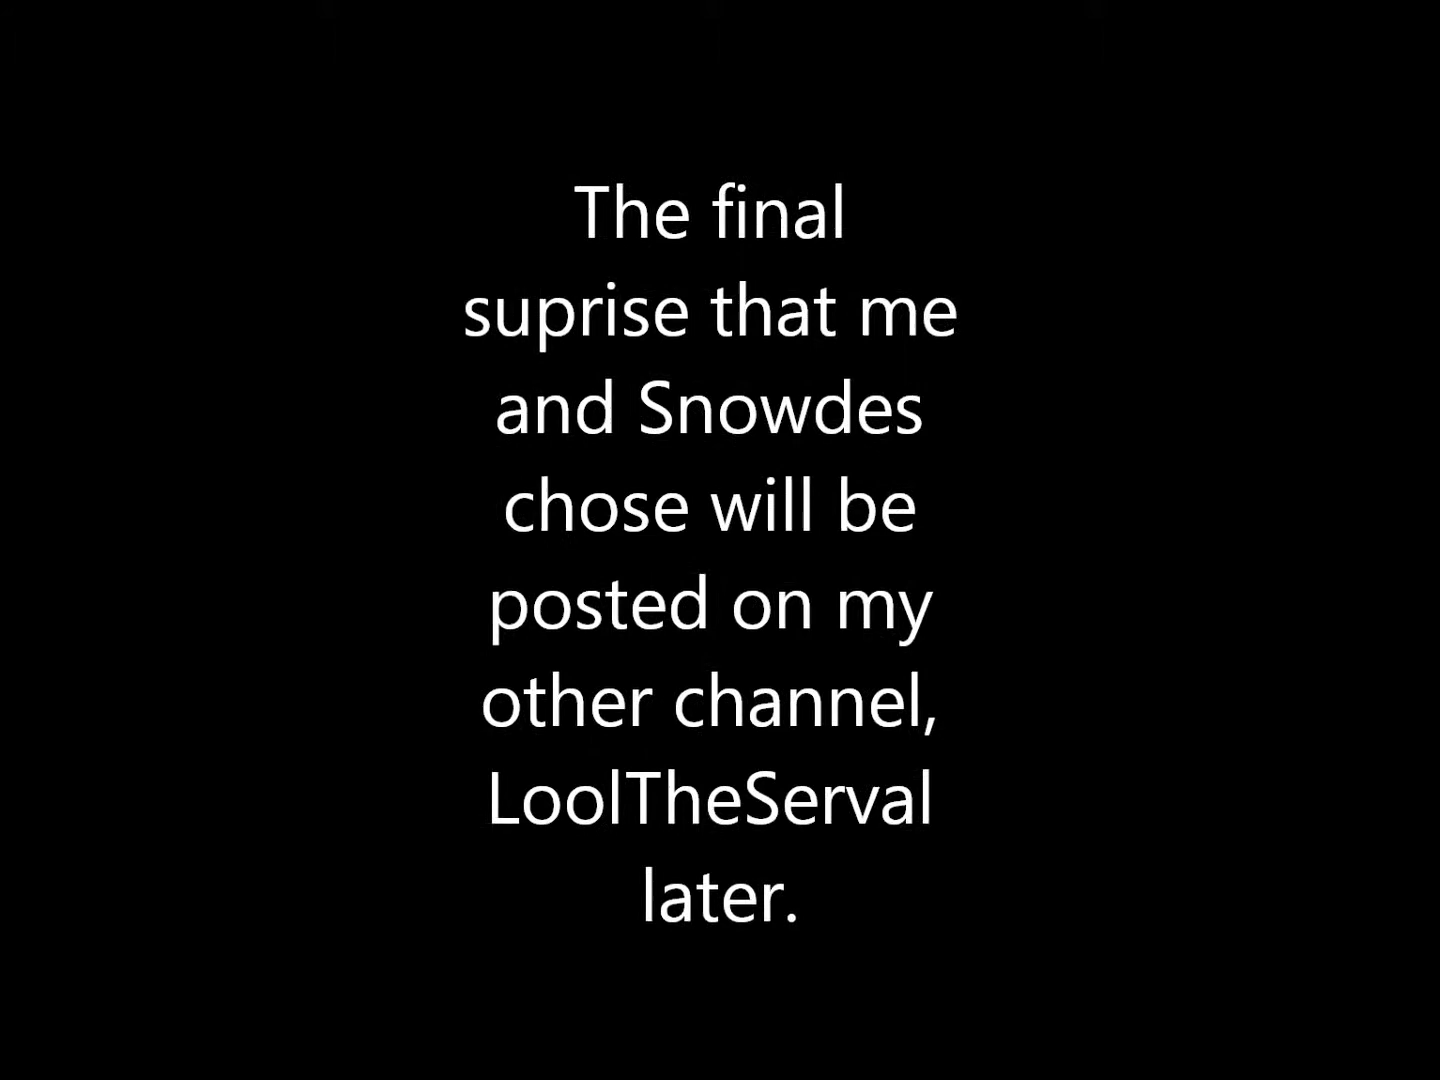 The final
suprise that me
and Snowdes
chose will be
posted on my
other channel,
LoolTheServal
later.